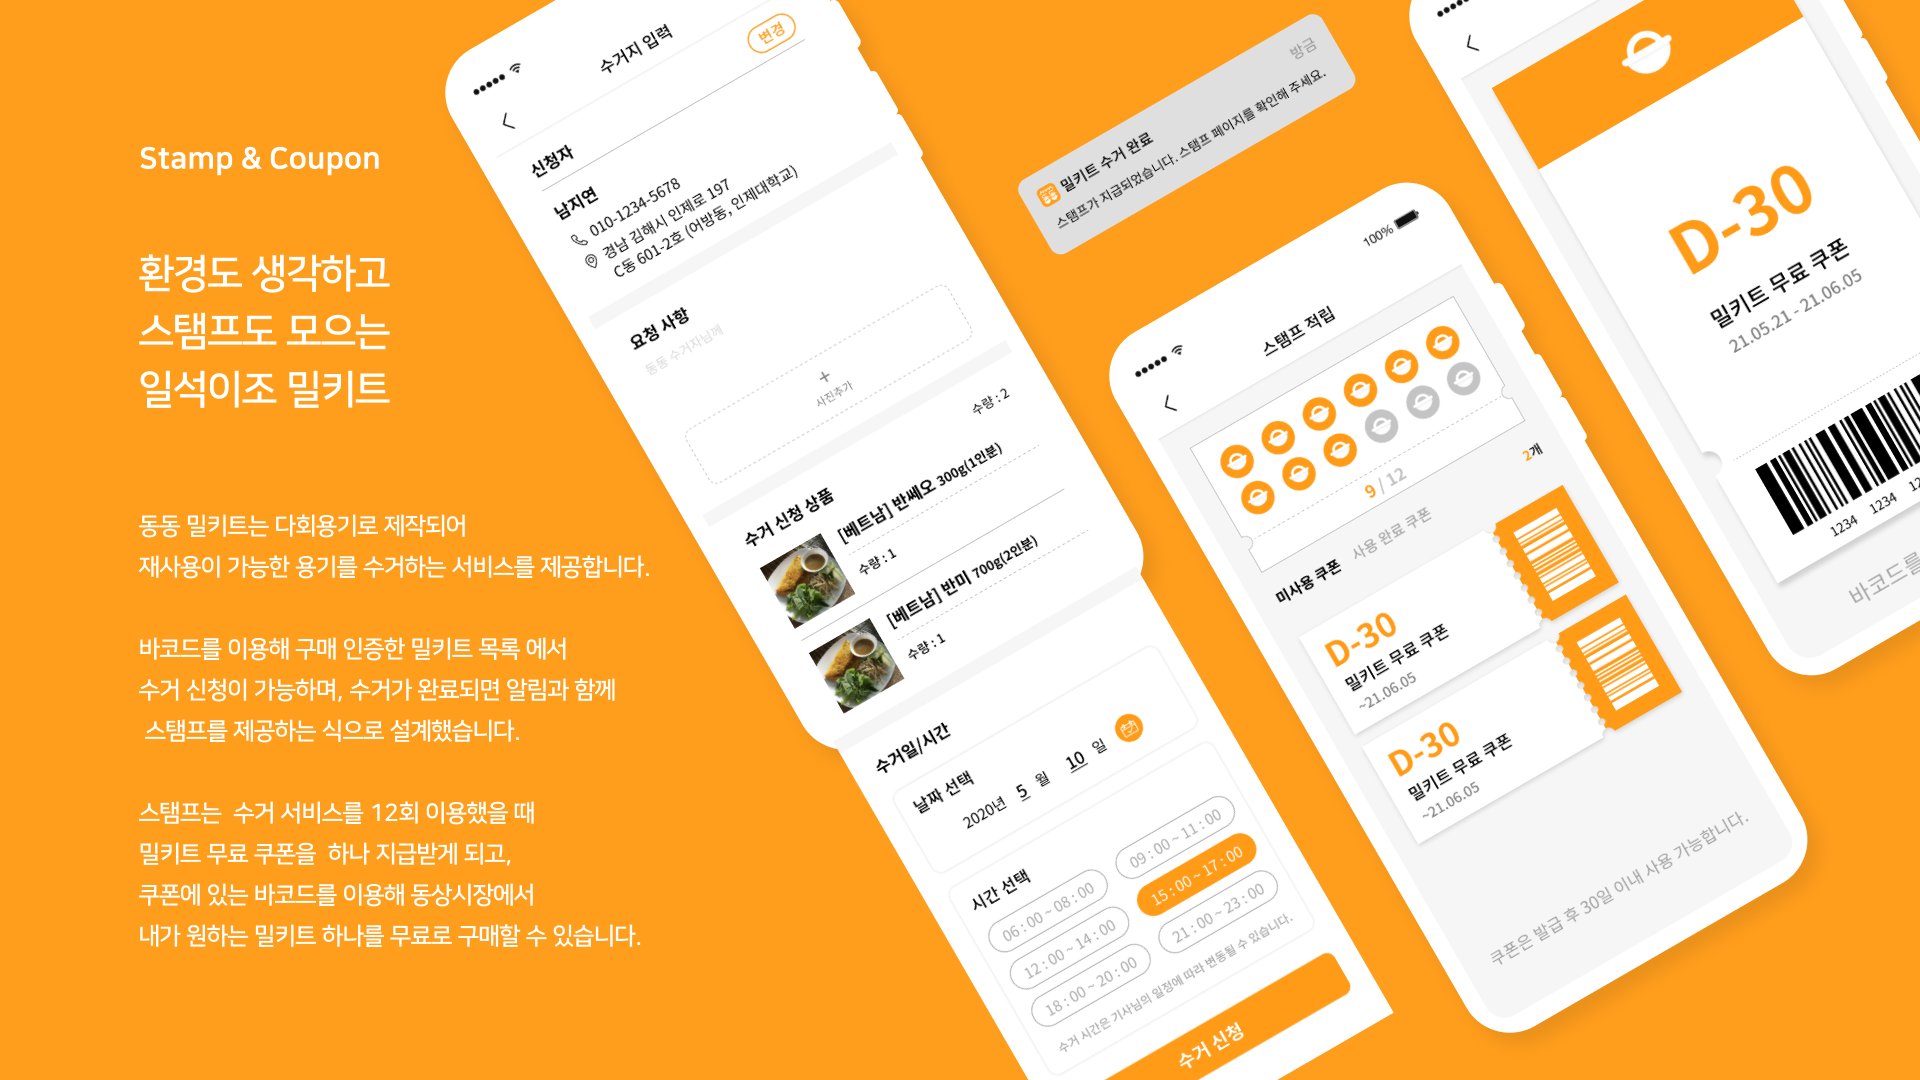 Stamp & Coupon
환경도 생각하고
스탬프도 모으는
일석이조 밀키트
동동 밀키트는 다회용기로 제작되어
재사용이 가능한 용기를 수거하는 서비스를 제공합니다.
바코드를 이용해 구매 인증한 밀키트 목록 에서
수거 신청이 가능하며, 수거가 완료되면 알림과 함께
스탬프를 제공하는 식으로 설계했습니다.
스탬프는 수거 서비스를 12회 이용했을 때
밀키트 무료 쿠폰을 하나 지급받게 되고,
쿠폰에 있는 바코드를 이용해 동상시장에서
내가 원하는 밀키트 하나를 무료로 구매할 수 있습니다.
수거지 입력
신청자
변경
남지연
010-1234-5678
경남 김해시 인제로 197
C동 601-2호 (어방동, 인제대학교)
요청 사항
동동 수거자님께
+
사진추가
수거 신청 상품
수량 : 2
[베트남] 반쎄오 300g(1인분)
수량 : 1
[베트남] 반미 700g(2인분)
수량 : 1
수거일/시간
날짜 선택
2020년 5 월 10 일
시간 선택
06 : 00 ~ 08 : 00
09 : 00 ~ 11 : 00
12 : 00 ~ 14 : 00
15 : 00 ~ 17 : 00
18 : 00 ~ 20 : 00
21 : 00 ~ 23 : 00
수거 시간은 기사님의 일정에 따라 변동될 수 있습니다.
수거 신청
밀키트 수거 완료
방금
스탬프가 지급되었습니다. 스탬프 페이지를 확인해 주세요.
100%
스탬프 적립
9 / 12
미사용 쿠폰 사용 완료 쿠폰
2개
D-30
밀키트 무료 쿠폰
~21.06.05
D-30
밀키트 무료 쿠폰
~21.06.05
쿠폰은 발급 후 30일 이내 사용 가능합니다.
D-30
밀키트 무료 쿠폰
21.05.21 - 21.06.05
1234 1234
바코드를